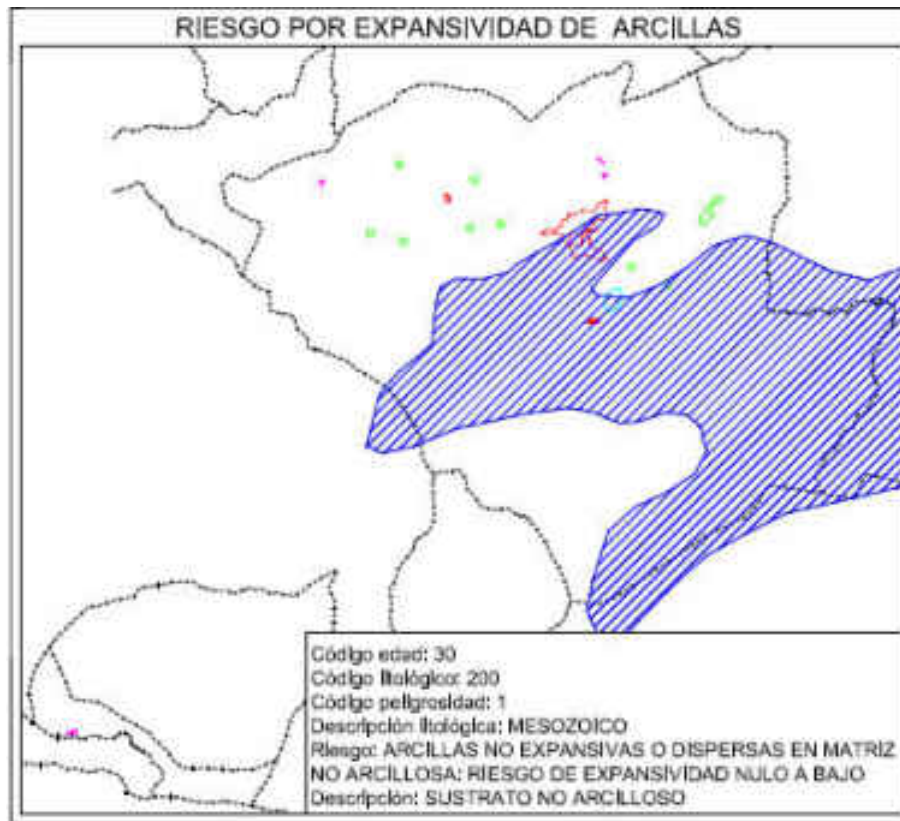 RIESGO POR EXPANSIVIDAD DE ARCILLAS
Código edad: 30
Código litológico: 200
Código peligrosidad: 1
Descripción litológica: MESOZOICO
Riesgo: ARCILLAS NO EXPANSIVAS O DISPERSAS EN MATRIZ
NO ARCILLOSA: RIESGO DE EXPANSIVIDAD NULO A BAJO
Descripción: SUSTRATO NO ARCILLOSO